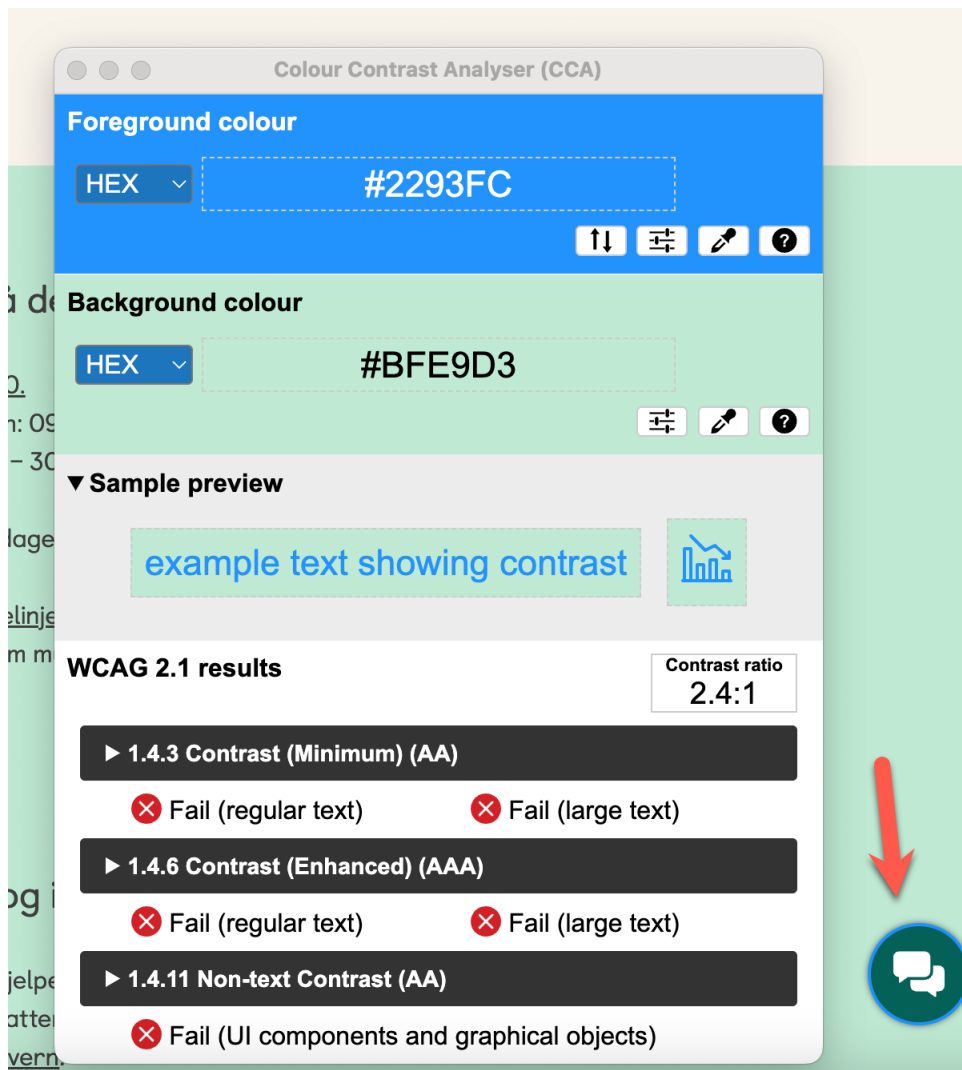 Colour Contrast Analyser (CCA)
Foreground colour
HEX
#2293FC
Background colour
HEX
#BFE9D3
Sample preview
example text showing contrast
WCAG 2.1 results
Contrast ratio
2.4:1
1.4.3 Contrast (Minimum) (AA)
Fail (regular text) Fail (large text)
1.4.6 Contrast (Enhanced) (AAA)
Fail (regular text) Fail (large text)
1.4.11 Non-text Contrast (AA)
Fail (UI components and graphical objects)